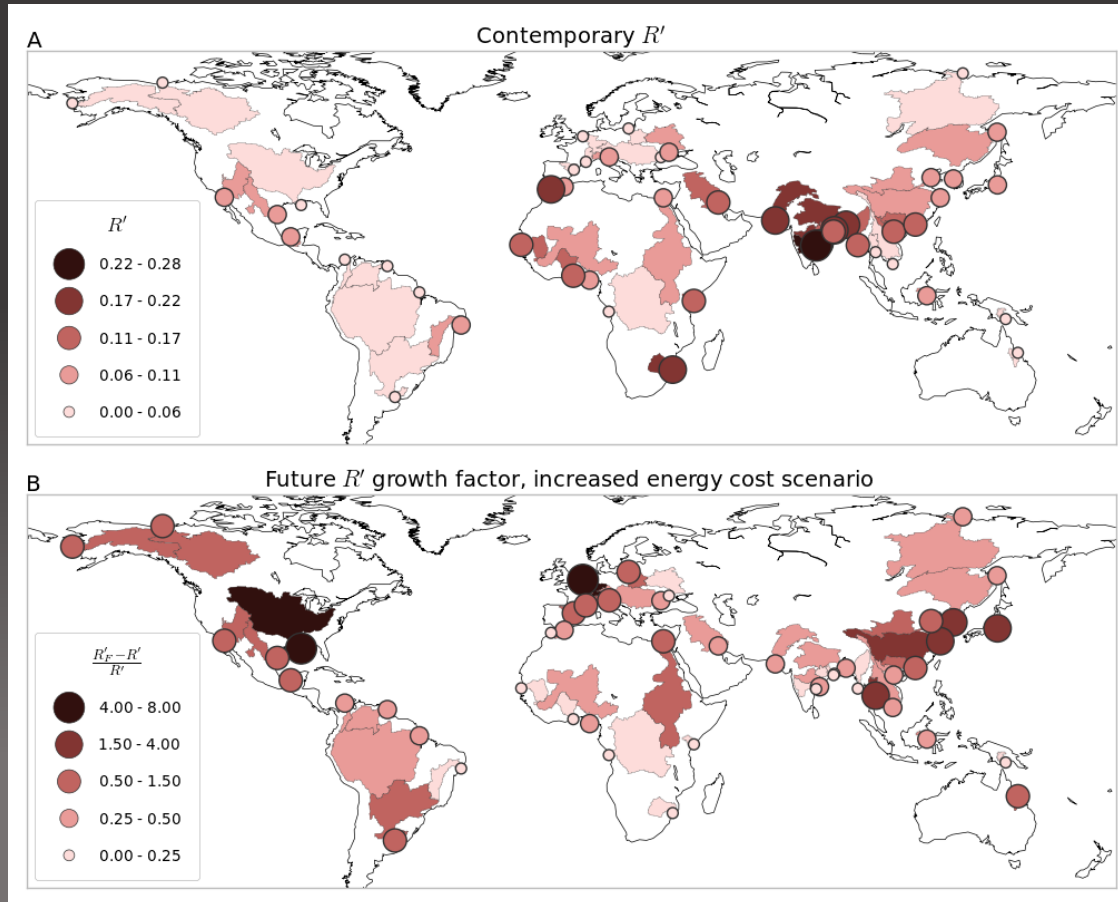 A
Contemporary R′
R′
0.22 - 0.28
0.17 - 0.22
0.11 - 0.17
0.06 - 0.11
0.00 - 0.06
B
Future R′ growth factor, increased energy cost scenario
R′_F−R′
R′
4.00 - 8.00
1.50 - 4.00
0.50 - 1.50
0.25 - 0.50
0.00 - 0.25